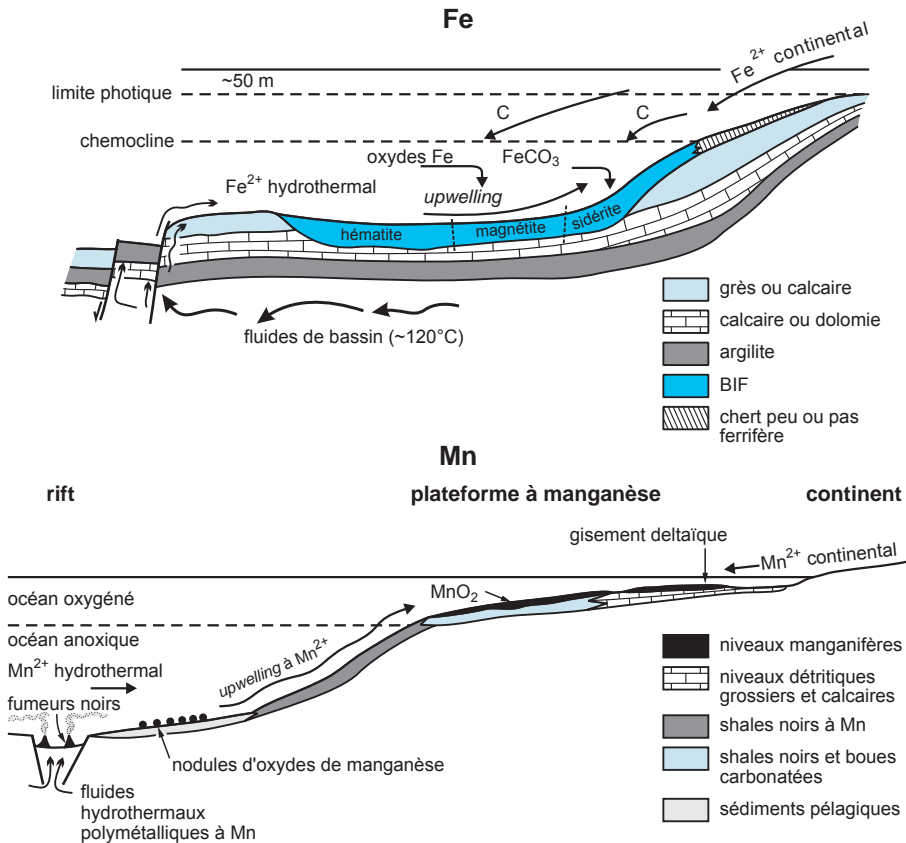 Fe
~50 m
limite photique
Fe2+ continental
C
C
chemocline
oxydes Fe
FeCO3
Fe2+ hydrothermal
upwelling
hématite
magnétite
sidérite
fluides de bassin (~120°C)
grès ou calcaire
calcaire ou dolomie
argilite
BIF
chert peu ou pas
ferrifère
Mn
rift
plateforme à manganèse
continent
gisement deltaïque
Mn2+ continental
MnO2
océan oxygéné
océan anoxique
Mn2+ hydrothermal
fumeurs noirs
upwelling à Mn2+
nodules d'oxydes de manganèse
fluides
hydrothermaux
polymétalliques à Mn
niveaux manganifères
niveaux détritiques
grossiers et calcaires
shales noirs à Mn
shales noirs et boues
carbonatées
sédiments pélagiques